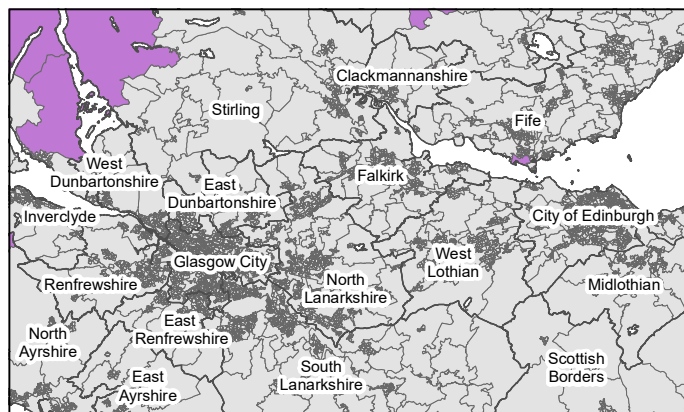 Clackmannanshire
Stirling
Fife
West
Dunbartonshire
East
Dunbartonshire
Falkirk
Inverclyde
City of Edinburgh
Glasgow City
West
Lothian
Renfrewshire
North
Lanarkshire
Midlothian
North
Ayrshire
East
Renfrewshire
South
Lanarkshire
Scottish
Borders
East
Ayrshire